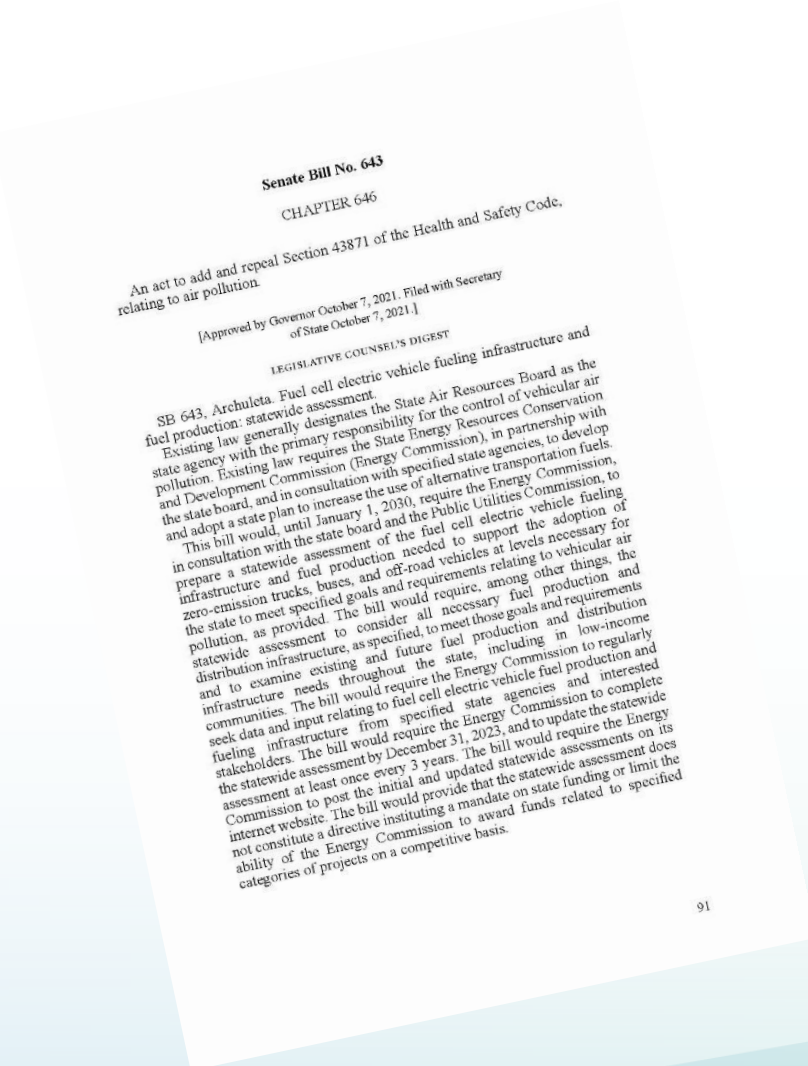 Senate Bill No. 643
CHAPTER 646
An act to add and repeal Section 43871 of the Health and Safety Code,
relating to air pollution.
[Approved by Governor October 7, 2021. Filed with Secretary
of State October 7, 2021.]
LEGISLATIVE COUNSEL'S DIGEST
SB 643, Archuleta. Fuel cell electric vehicle fueling infrastructure and
fuel production: statewide assessment.
Existing law generally designates the State Air Resources Board as the
state agency with the primary responsibility for the control of vehicular air
pollution. Existing law requires the State Energy Resources Conservation
and Development Commission (Energy Commission), in partnership with
the state board, and in consultation with specified state agencies, to develop
and adopt a state plan to increase the use of alternative transportation fuels.
This bill would, until January 1, 2030, require the Energy Commission,
in consultation with the state board and the Public Utilities Commission, to
prepare a statewide assessment of the fuel cell electric vehicle fueling
infrastructure and fuel production needed to support the adoption of
zero-emission trucks, buses, and off-road vehicles at levels necessary for
the state to meet specified goals and requirements relating to vehicular air
pollution, as provided. The bill would require, among other things, the
statewide assessment to consider all necessary fuel production and
distribution infrastructure, as specified, to meet those goals and requirements
and to examine existing and future fuel production and distribution
infrastructure needs throughout the state, including in low-income
communities. The bill would require the Energy Commission to regularly
seek data and input relating to fuel cell electric vehicle fuel production and
fueling infrastructure from specified state agencies and interested
stakeholders. The bill would require the Energy Commission to complete
the statewide assessment by December 31, 2023, and to update the statewide
assessment at least once every 3 years. The bill would require the Energy
Commission to post the initial and updated statewide assessments on its
internet website. The bill would provide that the statewide assessment does
not constitute a directive instituting a mandate on state funding or limit the
ability of the Energy Commission to award funds related to specified
categories of projects on a competitive basis.
91